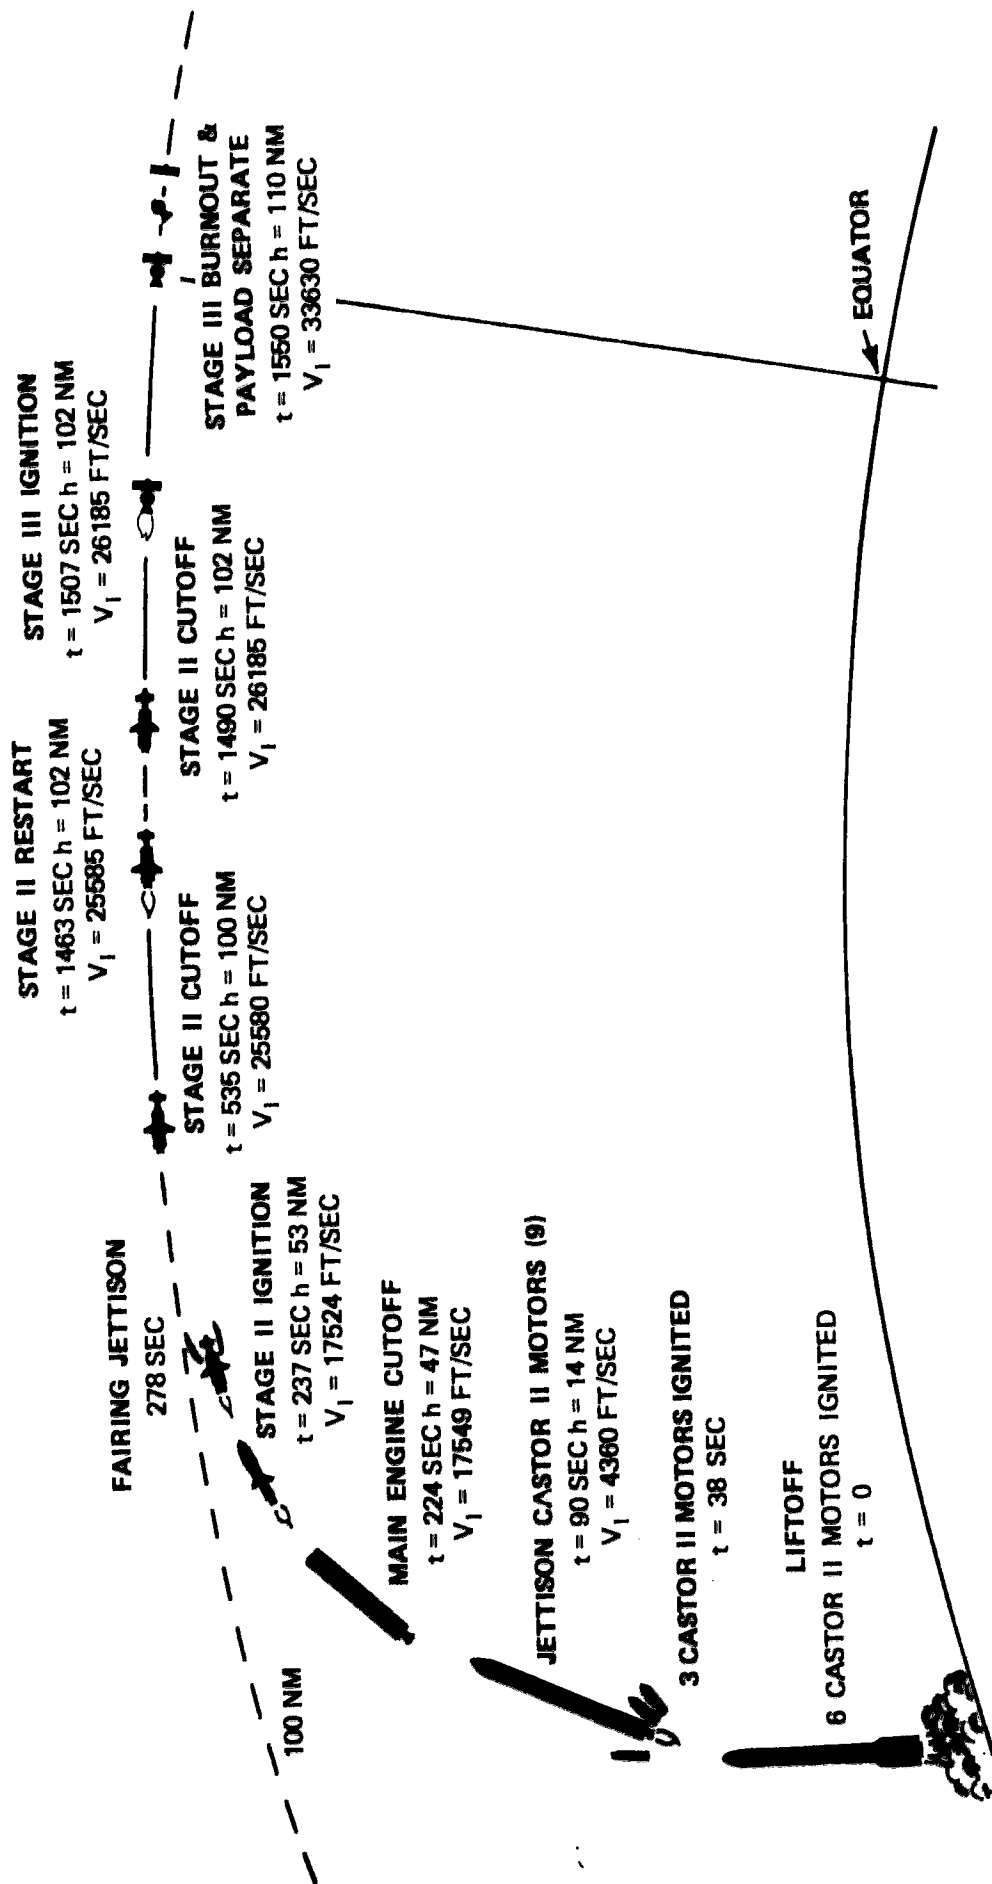 LIFTOFF
6 CASTOR II MOTORS IGNITED
t = 0
3 CASTOR II MOTORS IGNITED
t = 38 SEC
JETTISON CASTOR II MOTORS (9)
t = 90 SEC h = 14 NM
V_I = 4360 FT/SEC
MAIN ENGINE CUTOFF
t = 224 SEC h = 47 NM
V_I = 17549 FT/SEC
STAGE II IGNITION
t = 237 SEC h = 53 NM
V_I = 17524 FT/SEC
FAIRING JETTISON
278 SEC
100 NM
STAGE II CUTOFF
t = 535 SEC h = 100 NM
V_I = 25580 FT/SEC
STAGE II RESTART
t = 1463 SEC h = 102 NM
V_I = 25585 FT/SEC
STAGE II CUTOFF
t = 1490 SEC h = 102 NM
V_I = 26185 FT/SEC
STAGE III IGNITION
t = 1507 SEC h = 102 NM
V_I = 26185 FT/SEC
STAGE III BURNOUT &
PAYLOAD SEPARATE
t = 1550 SEC h = 110 NM
V_I = 33630 FT/SEC
EQUATOR